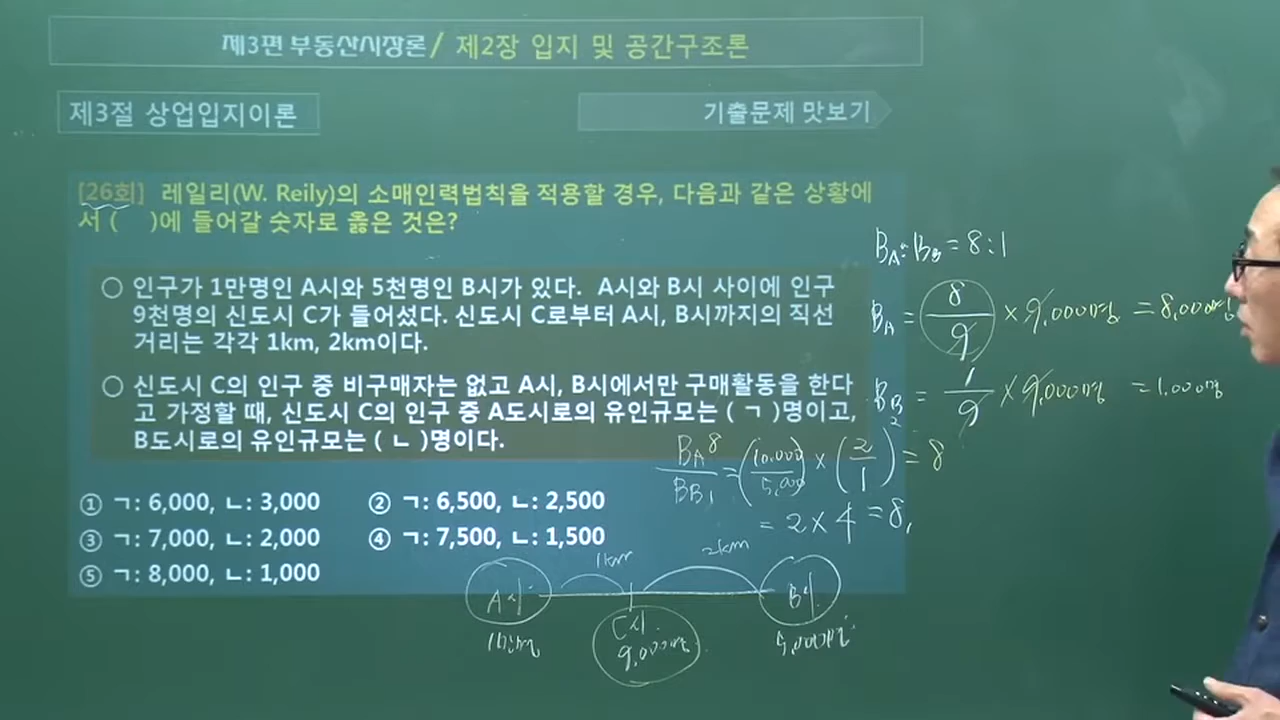 제3편 부동산시장론 / 제2장 입지 및 공간구조론
제3절 상업입지이론
기출문제 맛보기
[26회] 레일리(W. Reily)의 소매인력법칙을 적용할 경우, 다음과 같은 상황에
서 ( )에 들어갈 숫자로 옳은 것은?
○ 인구가 1만명인 A시와 5천명인 B시가 있다. A시와 B시 사이에 인구
9천명의 신도시 C가 들어섰다. 신도시 C로부터 A시, B시까지의 직선
거리는 각각 1km, 2km이다.
○ 신도시 C의 인구 중 비구매자는 없고 A시, B시에서만 구매활동을 한다
고 가정할 때, 신도시 C의 인구 중 A도시로의 유인규모는 ( ㄱ )명이고,
B도시로의 유인규모는 ( ㄴ )명이다.
① ㄱ: 6,000, ㄴ: 3,000
② ㄱ: 6,500, ㄴ: 2,500
③ ㄱ: 7,000, ㄴ: 2,000
④ ㄱ: 7,500, ㄴ: 1,500
⑤ ㄱ: 8,000, ㄴ: 1,000
BA : BB = 8 : 1
BA = 8/9 × 9,000명 = 8,000명
BB = 1/9 × 9,000명 = 1,000명
BA 8 / BB 1 = (10,000/5,000) × (2/1)² = 8
= 2 × 4 = 8
1km 2km
A시 B시
1만명 C시 5,000명
9,000명